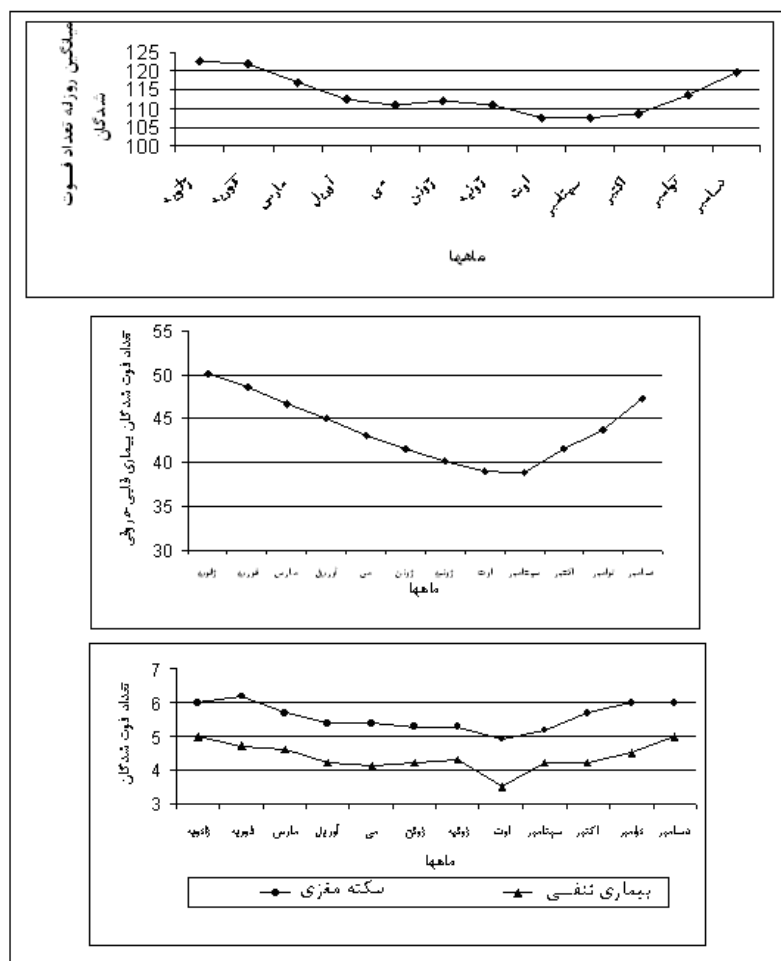 میانگین روزانه تعداد فوت
شدگان
125
120
115
110
105
100
ژانویه فوریه مارس آوریل می ژوئن ژوئیه اوت سپتامبر اکتبر نوامبر دسامبر
ماهها
تعداد فوت شدگان بیماری قلبی-عروقی
55
50
45
40
35
30
ژانویه فوریه مارس آوریل می ژوئن ژوئیه اوت سپتامبر اکتبر نوامبر دسامبر
ماهها
تعداد فوت شدگان
7
6
5
4
3
ژانویه فوریه مارس آوریل می ژوئن ژوئیه اوت سپتامبر اکتبر نوامبر دسامبر
ماهها
سکته مغزی بیماری تنفسی